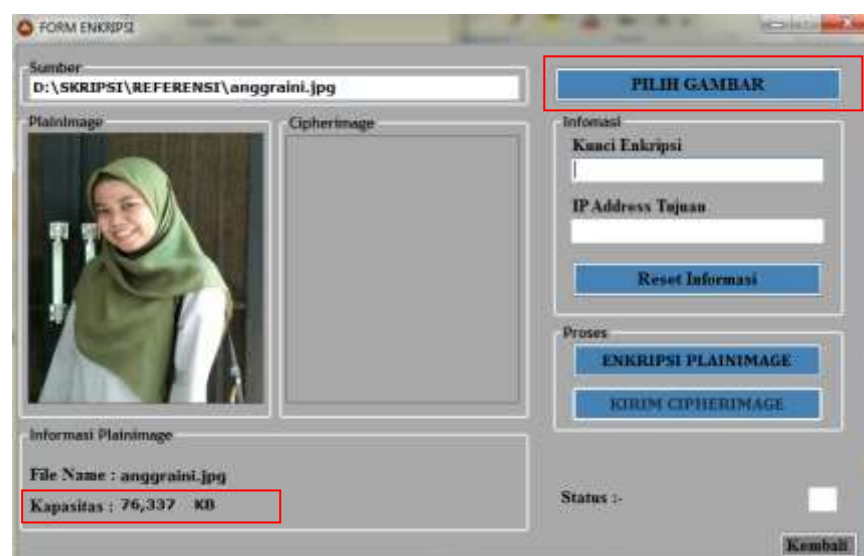 FORM ENKRIPSI
Sumber
D:\SKRIPSI\REFERENSI\anggraini.jpg
PILIH GAMBAR
Plainimage
Cipherimage
Infomasi
Kunci Enkripsi
IP Address Tujuan
Reset Informasi
Proses
ENKRIPSI PLAINIMAGE
KIRIM CIPHERIMAGE
Informasi Plainimage
File Name : anggraini.jpg
Kapasitas : 76,337 KB
Status :-
Kembali